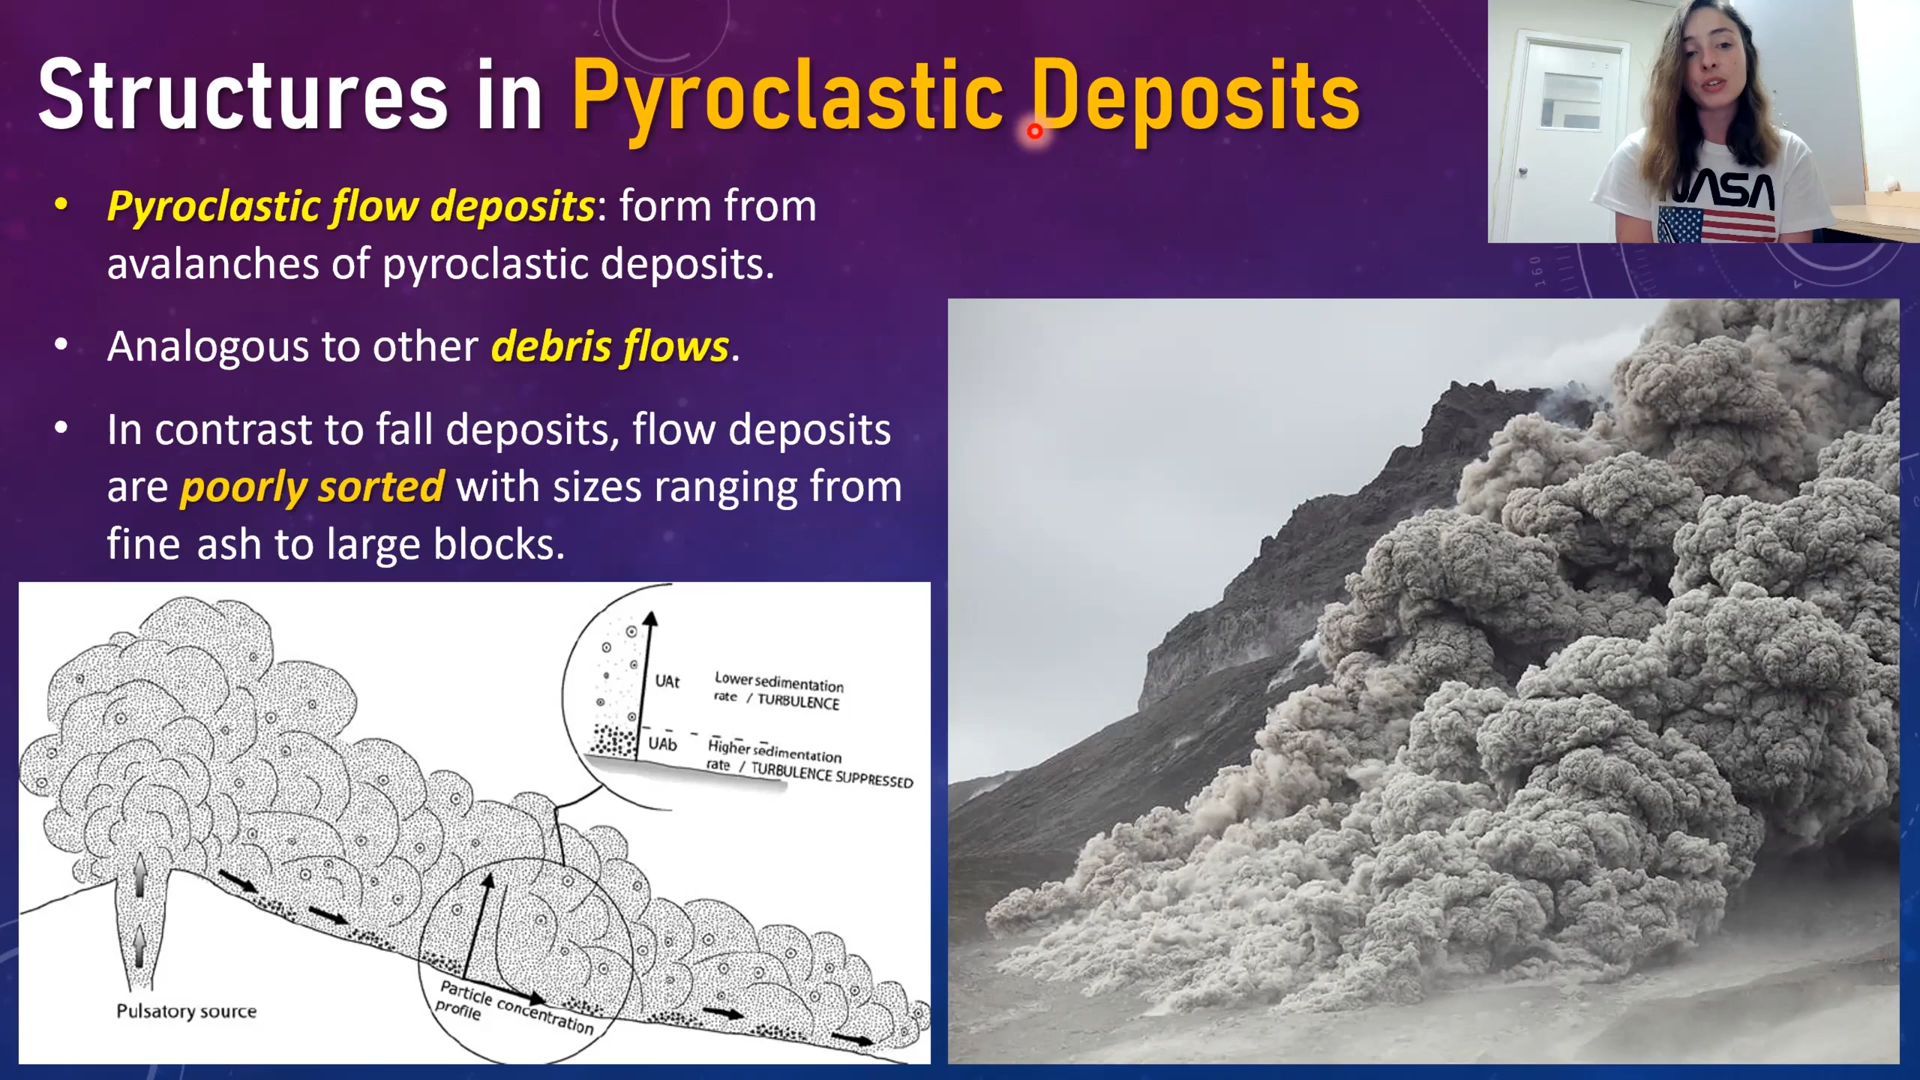 Structures in Pyroclastic Deposits
NASA
• Pyroclastic flow deposits: form from
avalanches of pyroclastic deposits.
• Analogous to other debris flows.
• In contrast to fall deposits, flow deposits
are poorly sorted with sizes ranging from
fine ash to large blocks.
160
UAt
Lower sedimentation
rate / TURBULENCE
UAb
Higher sedimentation
rate / TURBULENCE SUPPRESSED
Particle concentration
profile
Pulsatory source